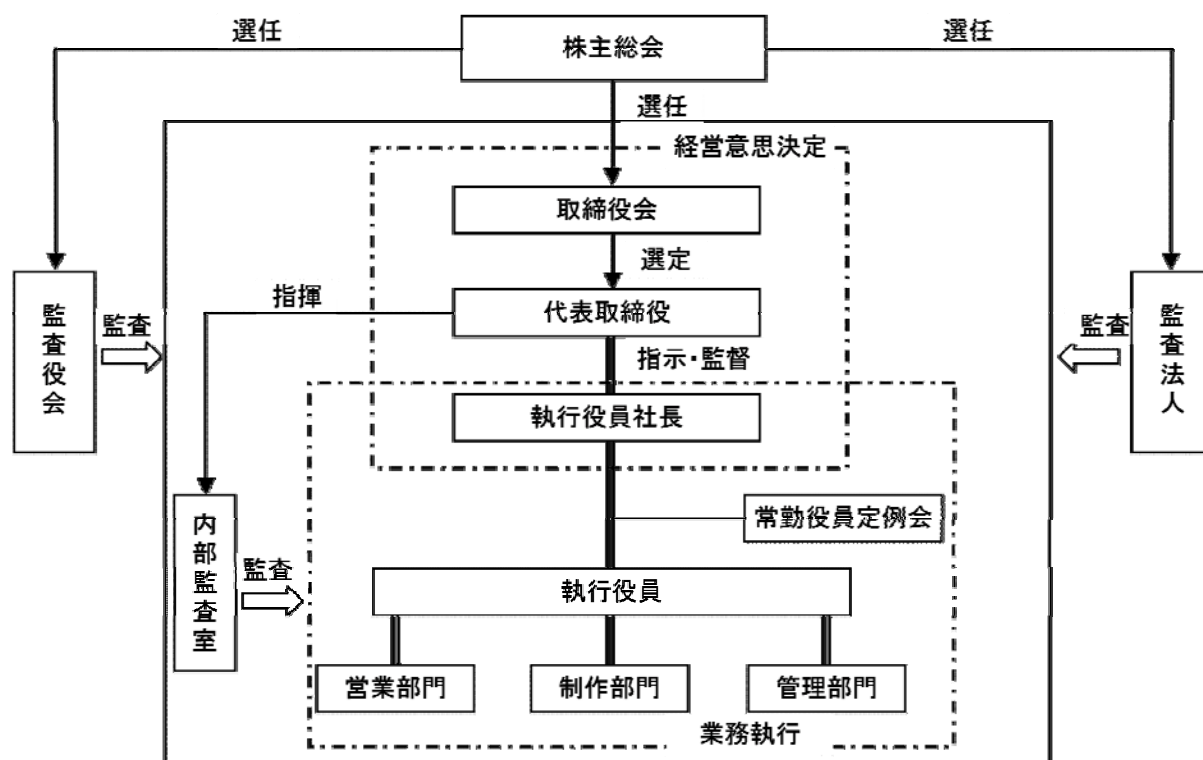 選任
株主総会
選任
選任
経営意思決定
取締役会
選定
指揮
代表取締役
監査役会
監査
監査
監査法人
指示・監督
執行役員社長
内部監査室
常勤役員定例会
監査
執行役員
営業部門
制作部門
管理部門
業務執行